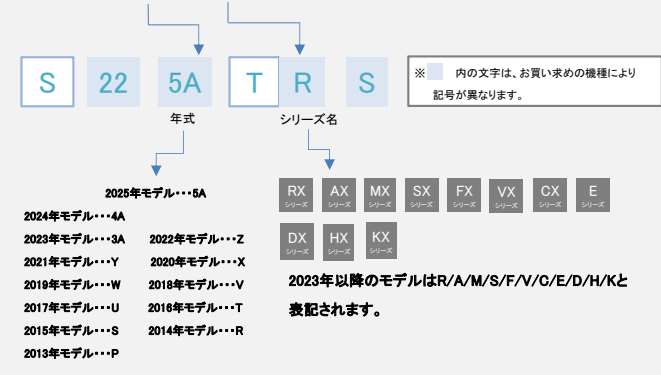 S 22 5A T R S
※ 内の文字は、お買い求めの機種により
記号が異なります。
年式
シリーズ名
2025年モデル・・・5A
2024年モデル・・・4A
2023年モデル・・・3A 2022年モデル・・・Z
2021年モデル・・・Y 2020年モデル・・・X
2019年モデル・・・W 2018年モデル・・・V
2017年モデル・・・U 2016年モデル・・・T
2015年モデル・・・S 2014年モデル・・・R
2013年モデル・・・P
RX AX MX SX FX VX CX E
シリーズ シリーズ シリーズ シリーズ シリーズ シリーズ シリーズ シリーズ
DX HX KX
シリーズ シリーズ シリーズ
2023年以降のモデルはR/A/M/S/F/V/C/E/D/H/Kと
表記されます。